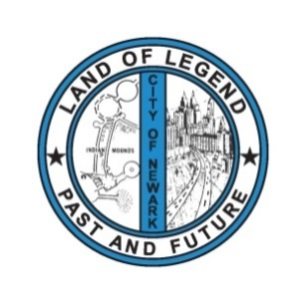 LAND OF LEGEND
CITY OF NEWARK
INDIAN MOUNDS
PAST AND FUTURE